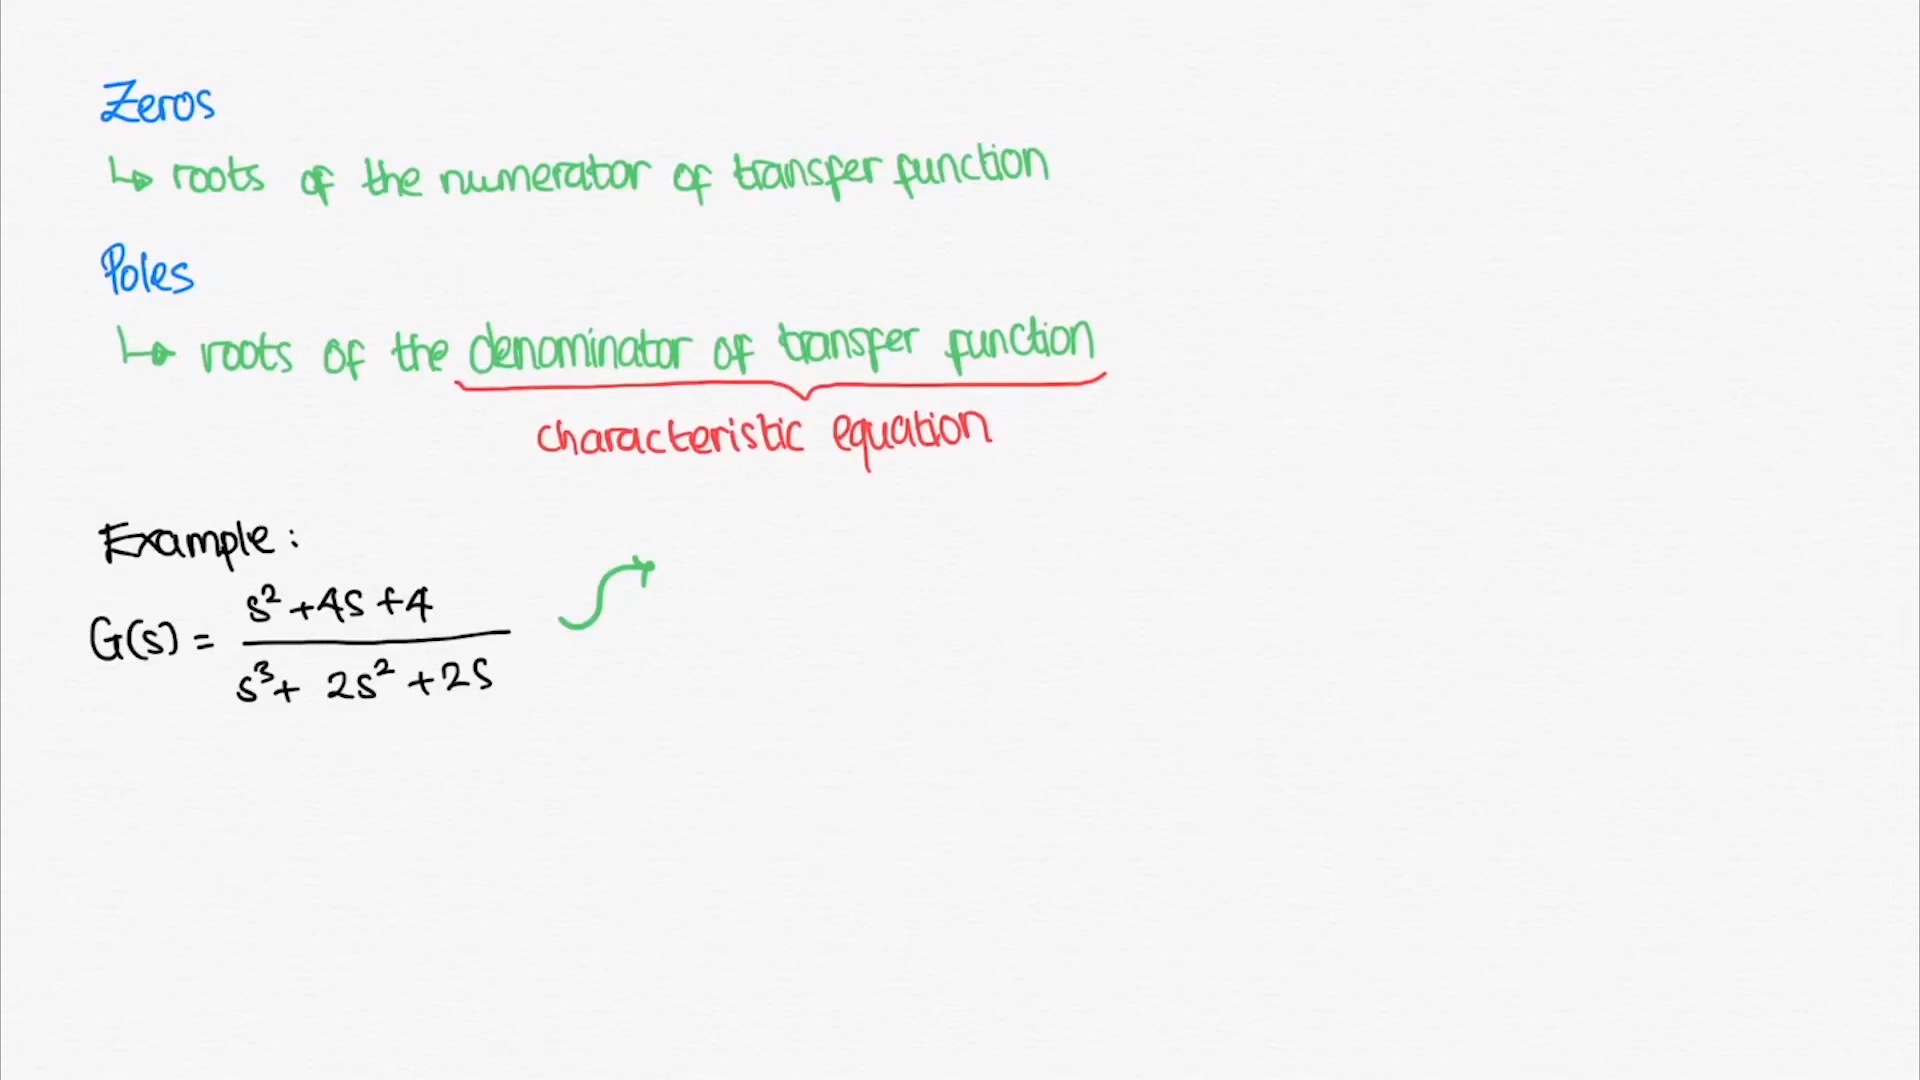 Zeros
↳ roots of the numerator of transfer function
Poles
↳ roots of the denominator of transfer function
characteristic equation
Example:
G(s) = (s² + 4s + 4) / (s³ + 2s² + 2s)